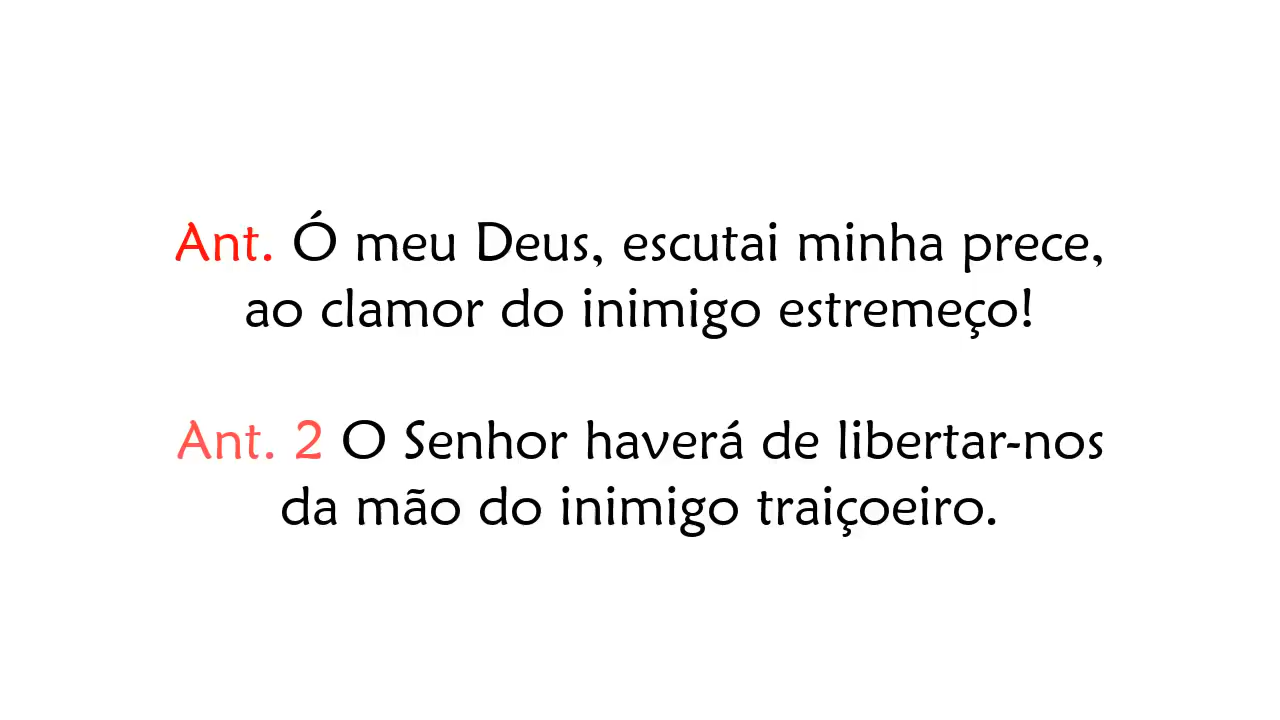 Ant. Ó meu Deus, escutai minha prece,
ao clamor do inimigo estremeço!
Ant. 2 O Senhor haverá de libertar-nos
da mão do inimigo traiçoeiro.